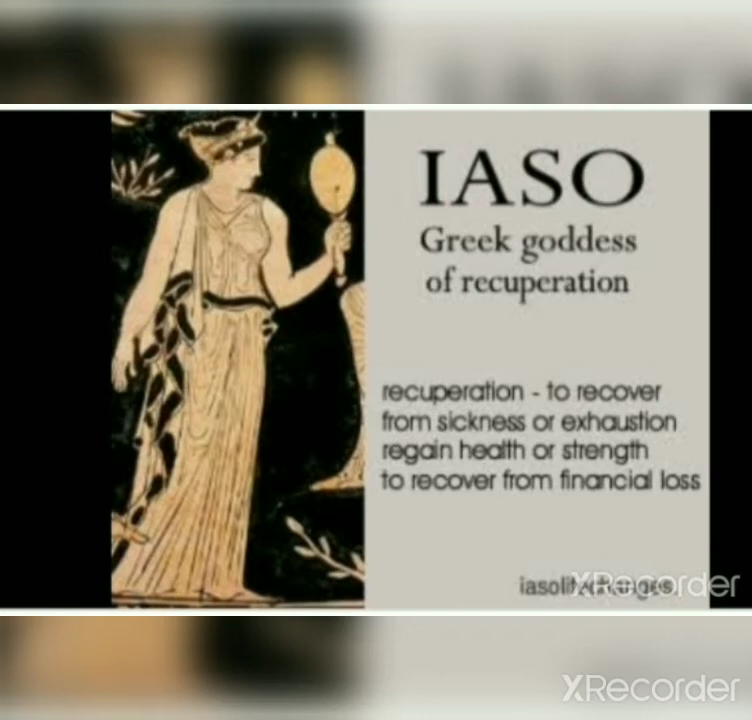 IASO
Greek goddess
of recuperation
recuperation - to recover
from sickness or exhaustion
regain health or strength
to recover from financial loss
XRecorder
XRecorder